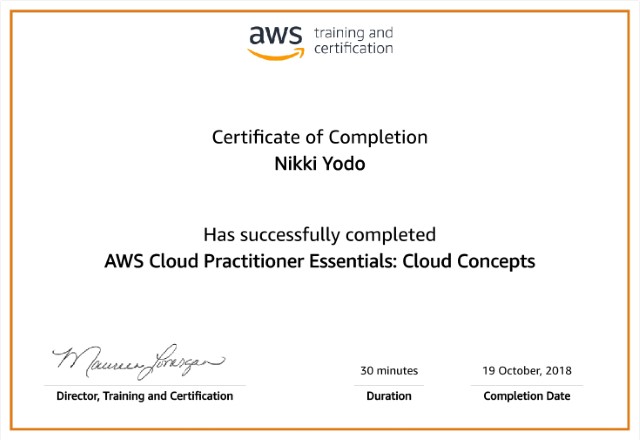 aws training and
certification
Certificate of Completion
Nikki Yodo
Has successfully completed
AWS Cloud Practitioner Essentials: Cloud Concepts
Maureen Lonergan
30 minutes
19 October, 2018
Director, Training and Certification
Duration
Completion Date